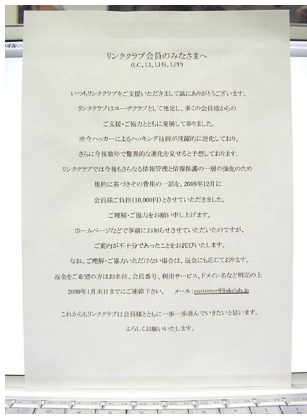 リンククラブ会員のみなさまへ
(LC, LJ, LHS, LPP)
いつもリンククラブをご支援いただきまして誠にありがとうございます。
リンククラブはユーザクラブとして発足し、多くの会員様からの
ご支援・ご協力とともに発展して参りました。
昨今ハッカーによるハッキング技術が飛躍的に進化しており、
さらに今後数年で驚異的な進化を見せると予想しております。
リンククラブでは今後もさらなる情報管理と情報保護の一層の強化のため
規約に基づきその費用の一部を、2008年12月に
会員様ご負担(10,000円)とさせていただきました。
ご理解・ご協力をお願い申し上げます。
ホームページなどで事前にお知らせさせていただいたのですが、
ご案内が不十分であったことをお詫びいたします。
なお、ご理解・ご協力いただけない場合は、返金にも応じております。
返金をご希望の方はお名前、会員番号、利用サービス、ドメイン名など明記の上
2009年1月末日までにご連絡下さい。 メール:customer@linkclub.jp
これからもリンククラブは会員様とともに一歩一歩進んでいきたいと思います。
よろしくお願いいたします。